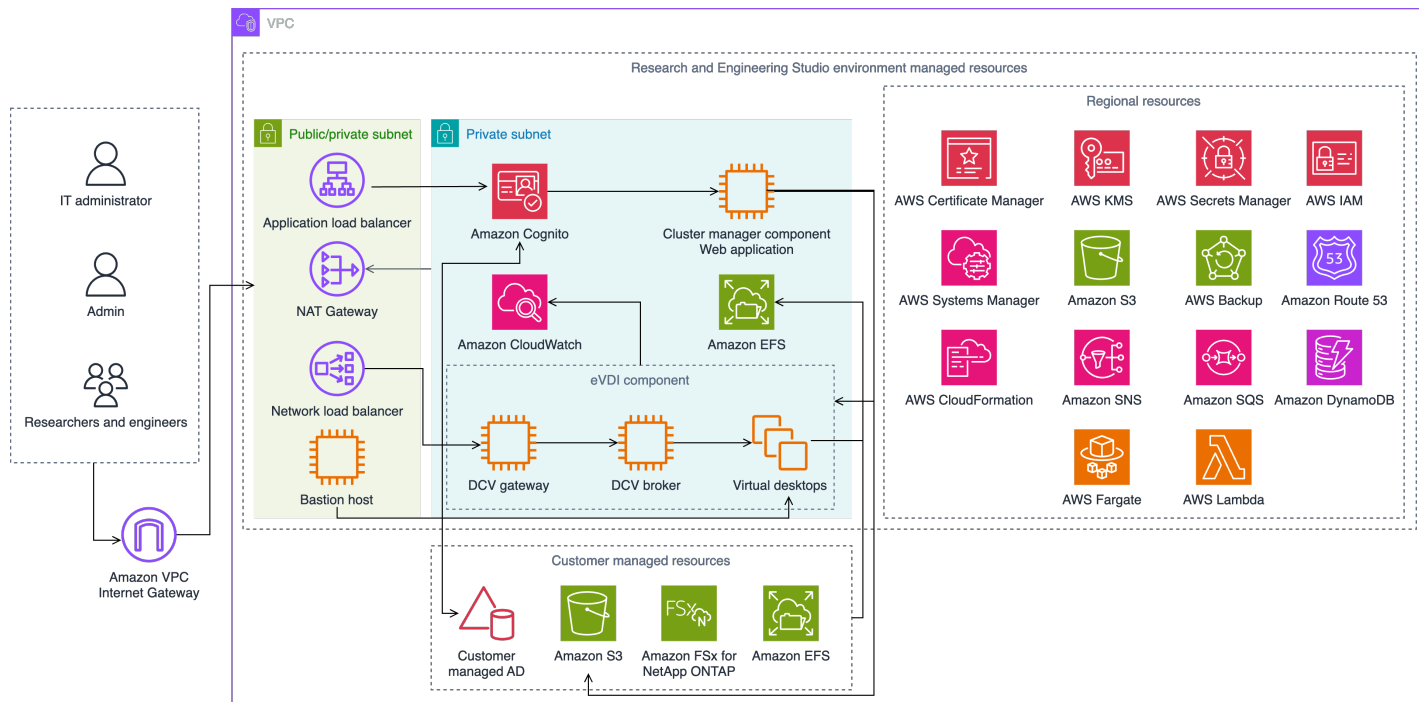 VPC
Research and Engineering Studio environment managed resources
IT administrator
Admin
Researchers and engineers
Amazon VPC
Internet Gateway
Public/private subnet
Application load balancer
NAT Gateway
Network load balancer
Bastion host
Private subnet
Amazon Cognito
Cluster manager component
Web application
Amazon CloudWatch
Amazon EFS
eVDI component
DCV gateway
DCV broker
Virtual desktops
Customer managed resources
Customer
managed AD
Amazon S3
FSx
N
Amazon FSx for
NetApp ONTAP
Amazon EFS
Regional resources
AWS Certificate Manager
AWS KMS
AWS Secrets Manager
AWS IAM
53
AWS Systems Manager
Amazon S3
AWS Backup
Amazon Route 53
AWS CloudFormation
Amazon SNS
Amazon SQS
Amazon DynamoDB
AWS Fargate
AWS Lambda